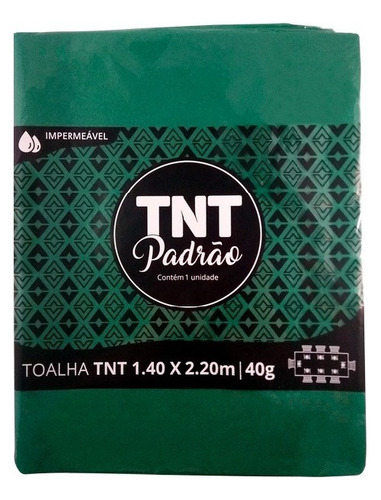 IMPERMEÁVEL
TNT
Padrão
Contém 1 unidade
TOALHA TNT 1.40 X 2.20m | 40g